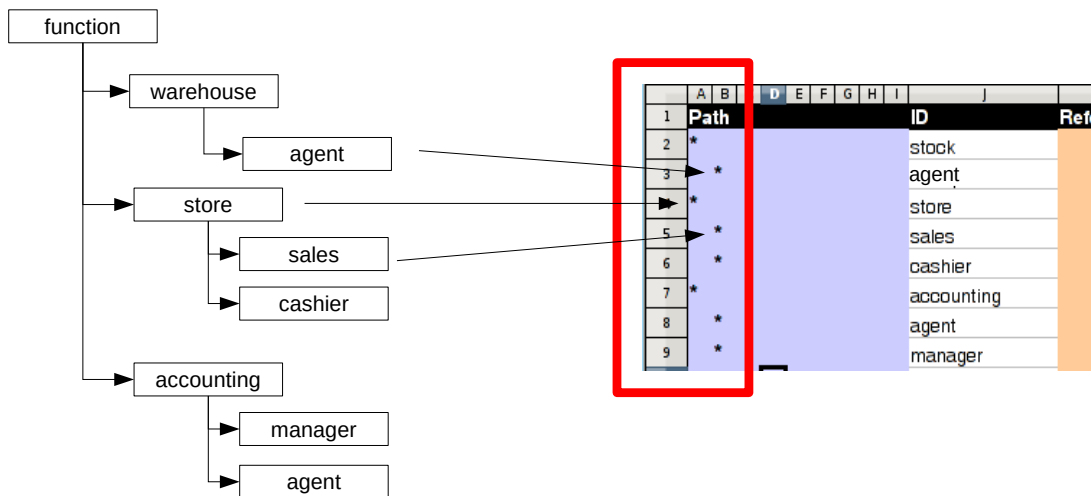 function
warehouse
agent
store
sales
cashier
accounting
manager
agent
A B D E F G H I J
1 Path ID Refe
2 * stock
3 * agent
4 * store
5 * sales
6 * cashier
7 * accounting
8 * agent
9 * manager